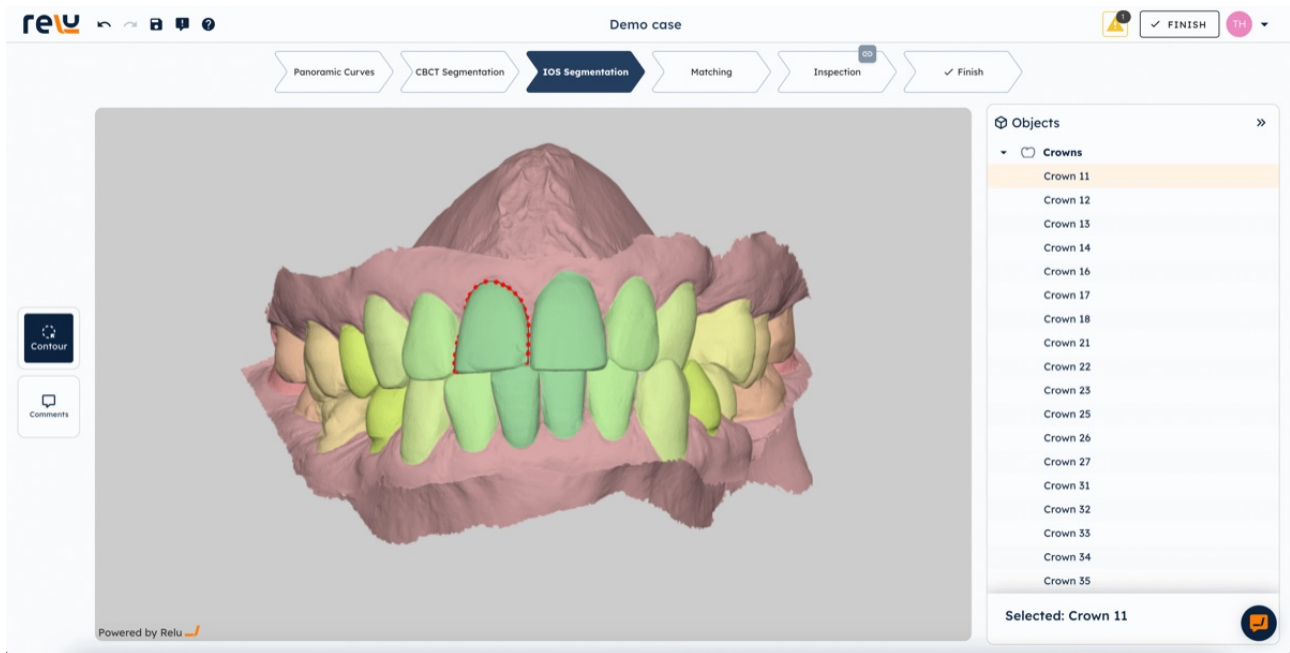 relu
Demo case
1
FINISH
TH
Panoramic Curves
CBCT Segmentation
IOS Segmentation
Matching
Inspection
Finish
Objects
Crowns
Crown 11
Crown 12
Crown 13
Crown 14
Crown 16
Crown 17
Crown 18
Crown 21
Crown 22
Crown 23
Crown 25
Crown 26
Crown 27
Crown 31
Crown 32
Crown 33
Crown 34
Crown 35
Selected: Crown 11
Contour
Comments
Powered by Relu